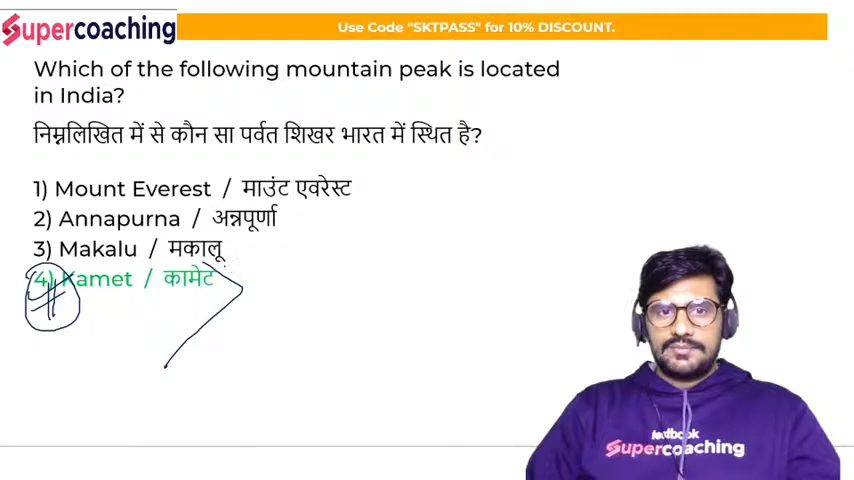 Supercoaching
Use Code "SKTPASS" for 10% DISCOUNT.
Which of the following mountain peak is located
in India?
निम्नलिखित में से कौन सा पर्वत शिखर भारत में स्थित है?
1) Mount Everest / माउंट एवरेस्ट
2) Annapurna / अन्नपूर्णा
3) Makalu / मकालू
4) Kamet / कामेट
testbook
Supercoaching